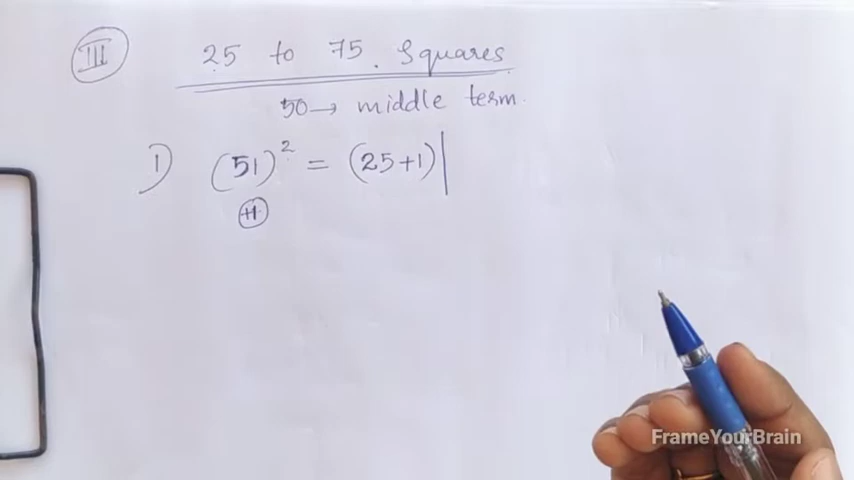 III 25 to 75. Squares
50→ middle term.
1) (51)² = (25+1)|
+1
FrameYourBrain